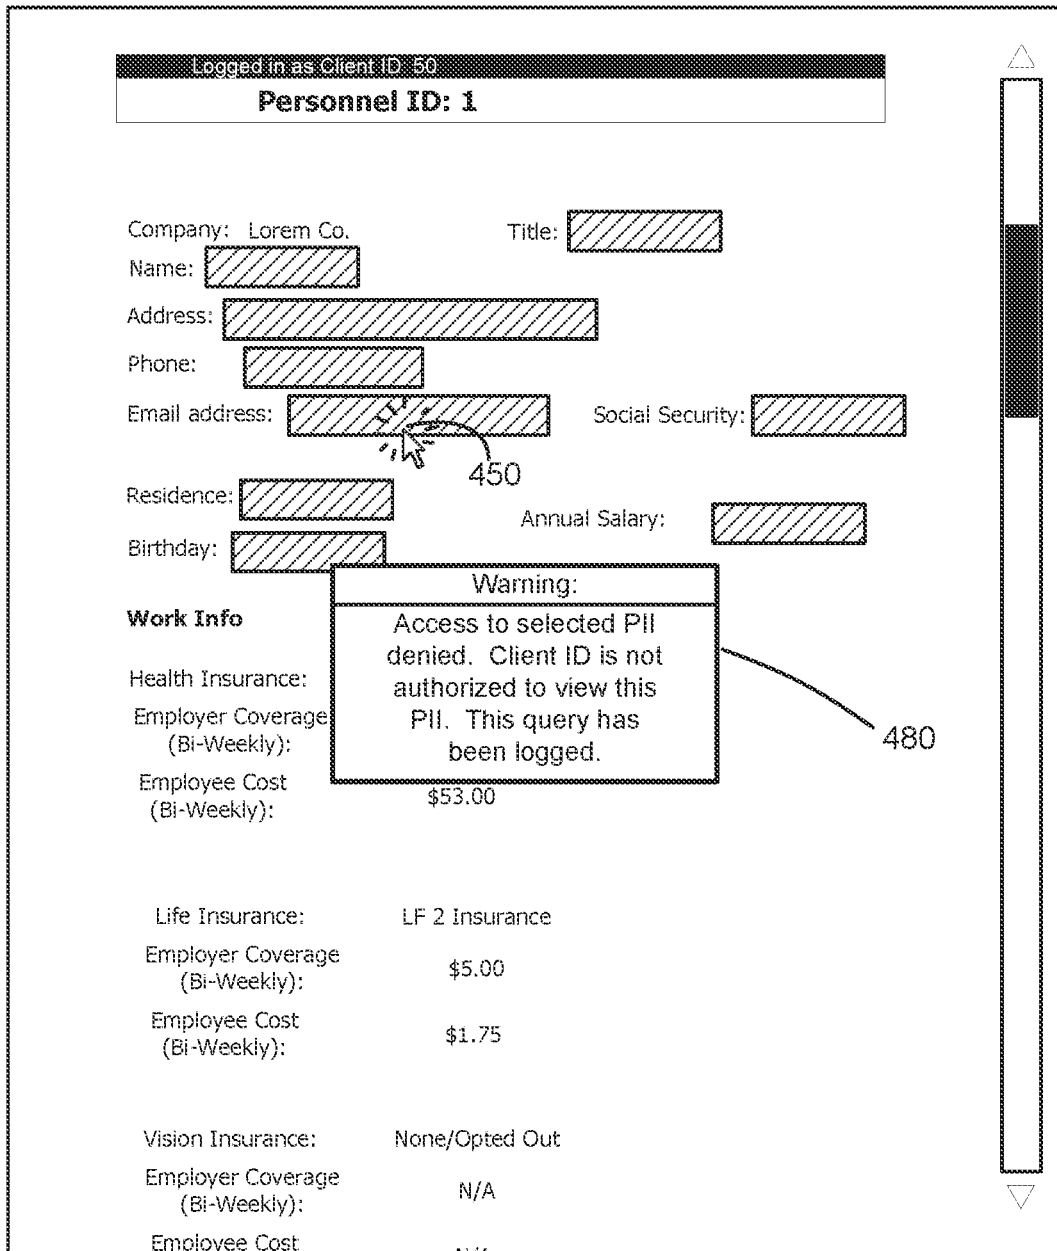 Logged in as Client ID 50
Personnel ID: 1
Company: Lorem Co. Title:
Name:
Address:
Phone:
Email address: Social Security:
450
Residence:
Annual Salary:
Birthday:
Warning:
Access to selected PII
denied. Client ID is not
authorized to view this
PII. This query has
been logged.
480
Work Info
Health Insurance:
Employer Coverage
(Bi-Weekly):
Employee Cost
(Bi-Weekly):
$53.00
Life Insurance: LF 2 Insurance
Employer Coverage
(Bi-Weekly):
$5.00
Employee Cost
(Bi-Weekly):
$1.75
Vision Insurance: None/Opted Out
Employer Coverage
(Bi-Weekly):
N/A
Employee Cost